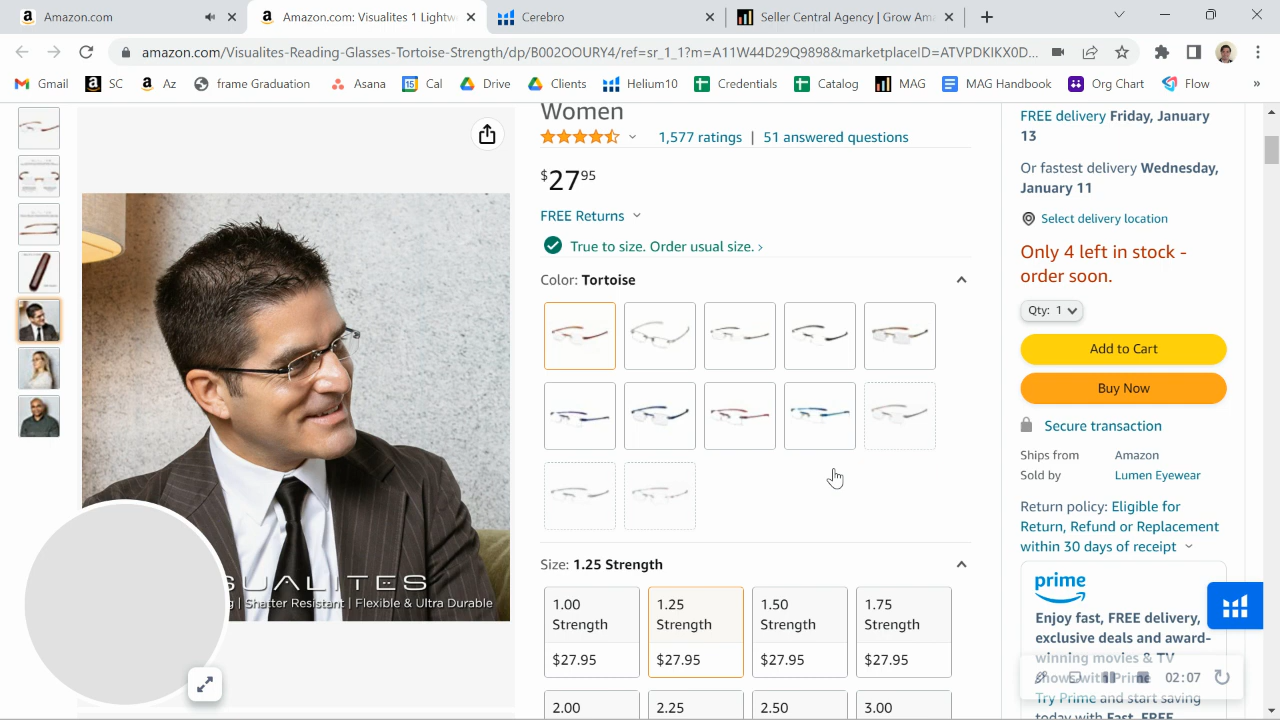 Amazon.com
Amazon.com: Visualites 1 Lightw
Cerebro
Seller Central Agency | Grow Am
amazon.com/Visualites-Reading-Glasses-Tortoise-Strength/dp/B002OOURY4/ref=sr_1_1?m=A11W44D29Q9898&marketplaceID=ATVPDKIKX0D...
Gmail
SC
Az
frame Graduation
Asana
Cal
Drive
Clients
Helium10
Credentials
Catalog
MAG
MAG Handbook
Org Chart
Flow
»
Women
1,577 ratings | 51 answered questions
$27 95
FREE Returns
True to size. Order usual size. ›
Color: Tortoise
Size: 1.25 Strength
1.00 Strength
$27.95
1.25 Strength
$27.95
1.50 Strength
$27.95
1.75 Strength
$27.95
2.00
2.25
2.50
3.00
SUALITES
| Shatter Resistant | Flexible & Ultra Durable
FREE delivery Friday, January
13
Or fastest delivery Wednesday,
January 11
Select delivery location
Only 4 left in stock -
order soon.
Qty: 1
Add to Cart
Buy Now
Secure transaction
Ships from Amazon
Sold by Lumen Eyewear
Return policy: Eligible for
Return, Refund or Replacement
within 30 days of receipt
prime
Enjoy fast, FREE delivery,
exclusive deals and award-
winning movies & TV
shows with Prime
02:07
Try Prime and start saving
today with Fast, FREE